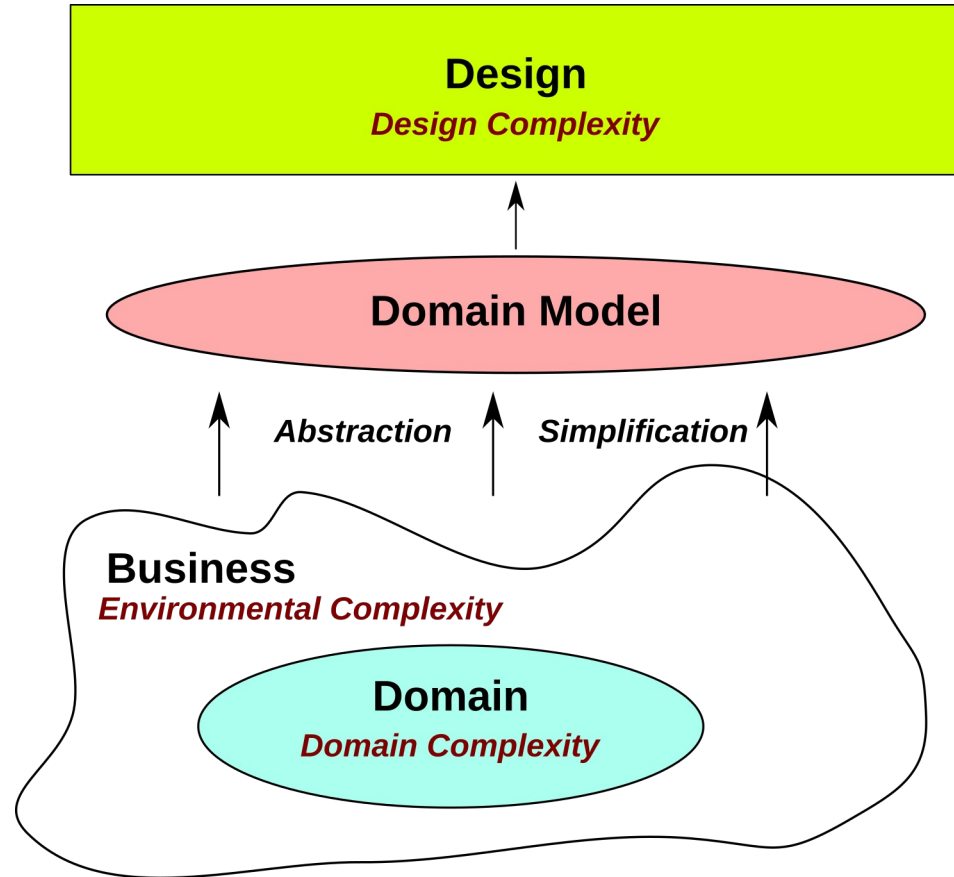 Design
Design Complexity
Domain Model
Abstraction
Simplification
Business
Environmental Complexity
Domain
Domain Complexity